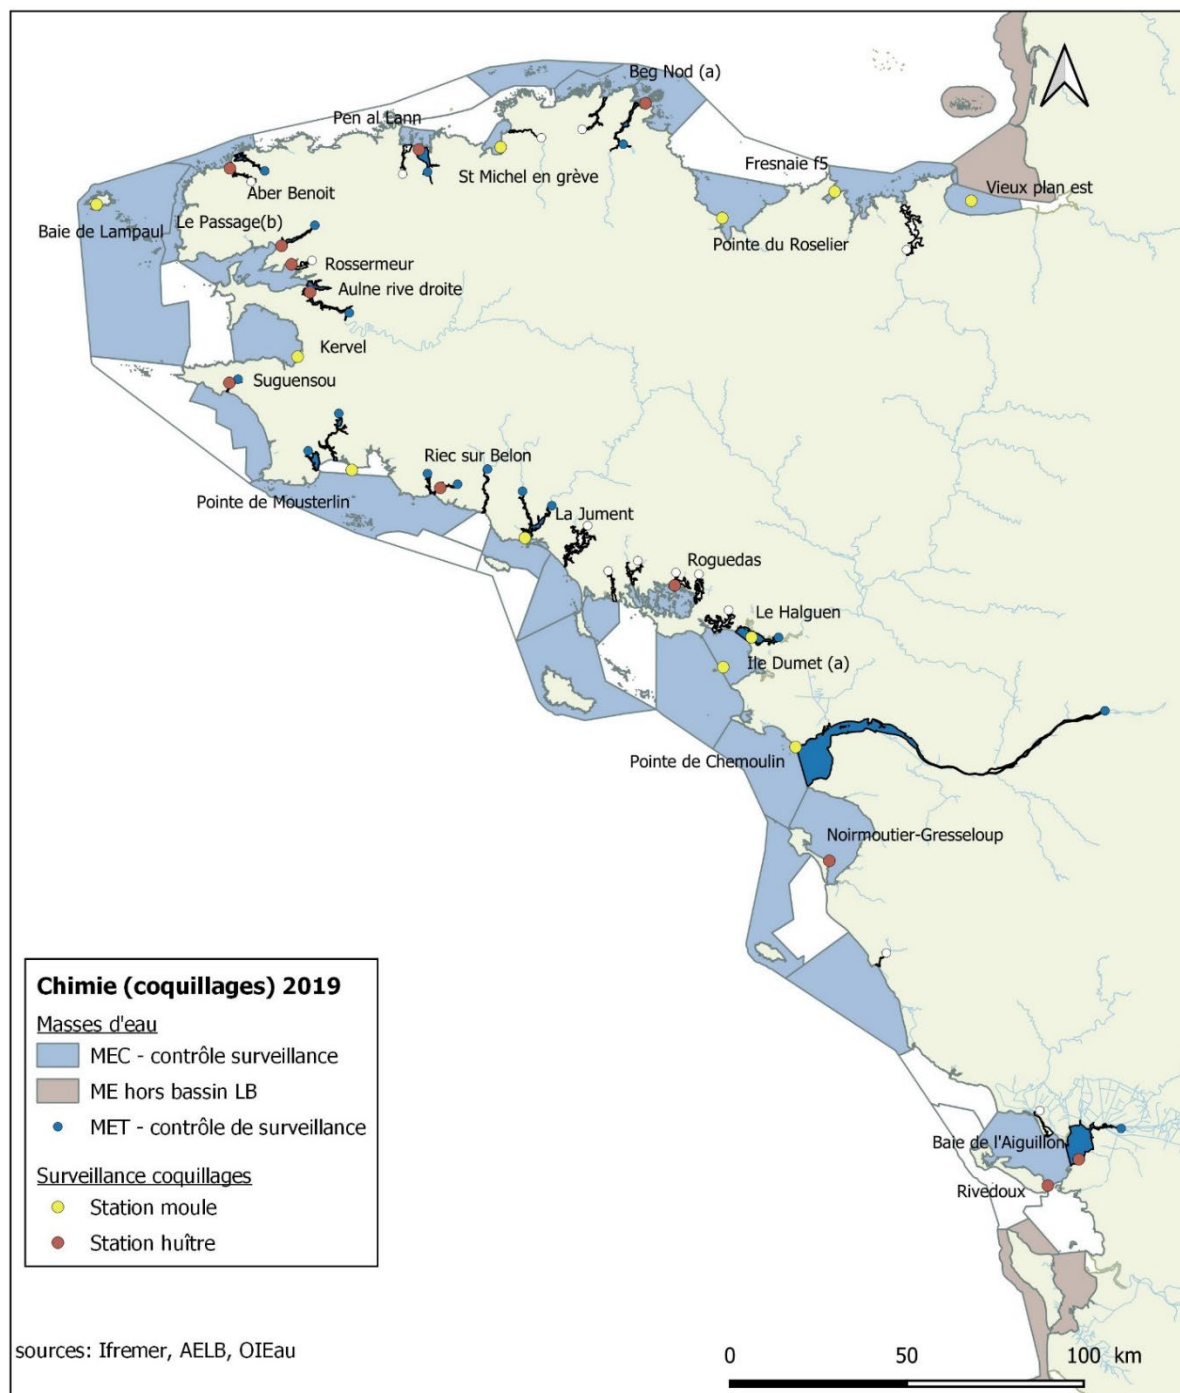 Beg Nod (a)
Pen al Lann
St Michel en grève
Fresnaie f5
Vieux plan est
Aber Benoit
Baie de Lampaul
Le Passage(b)
Pointe du Roselier
Rossermeur
Aulne rive droite
Kervel
Suguensou
Riec sur Belon
Pointe de Mousterlin
La Jument
Roguedas
Le Halguen
Ile Dumet (a)
Pointe de Chemoulin
Noirmoutier-Gresseloup
Baie de l'Aiguillon
Rivedoux
Chimie (coquillages) 2019
Masses d'eau
MEC - contrôle surveillance
ME hors bassin LB
MET - contrôle de surveillance
Surveillance coquillages
Station moule
Station huître
sources: Ifremer, AELB, OIEau
0 50 100 km